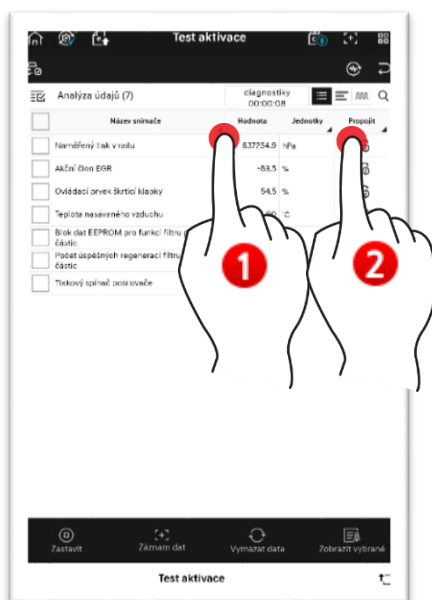 Test aktivace
Analýza údajů (7)
diagnostiky
00:00:08
Název snímače Hodnota Jednotky Propojit
Naměřený tlak v railu 637254.9 hPa
Akční člen EGR -83.5 %
Ovládací prvek škrticí klapky 54.5 %
Teplota nasávaného vzduchu °C
Blok dat EEPROM pro funkci filtru
částic
Počet úspěšných regenerací filtru
částic
Tlakový spínač posilovače
1
2
Zastavit Záznam dat Vymazat data Zobrazit vybrané
Test aktivace